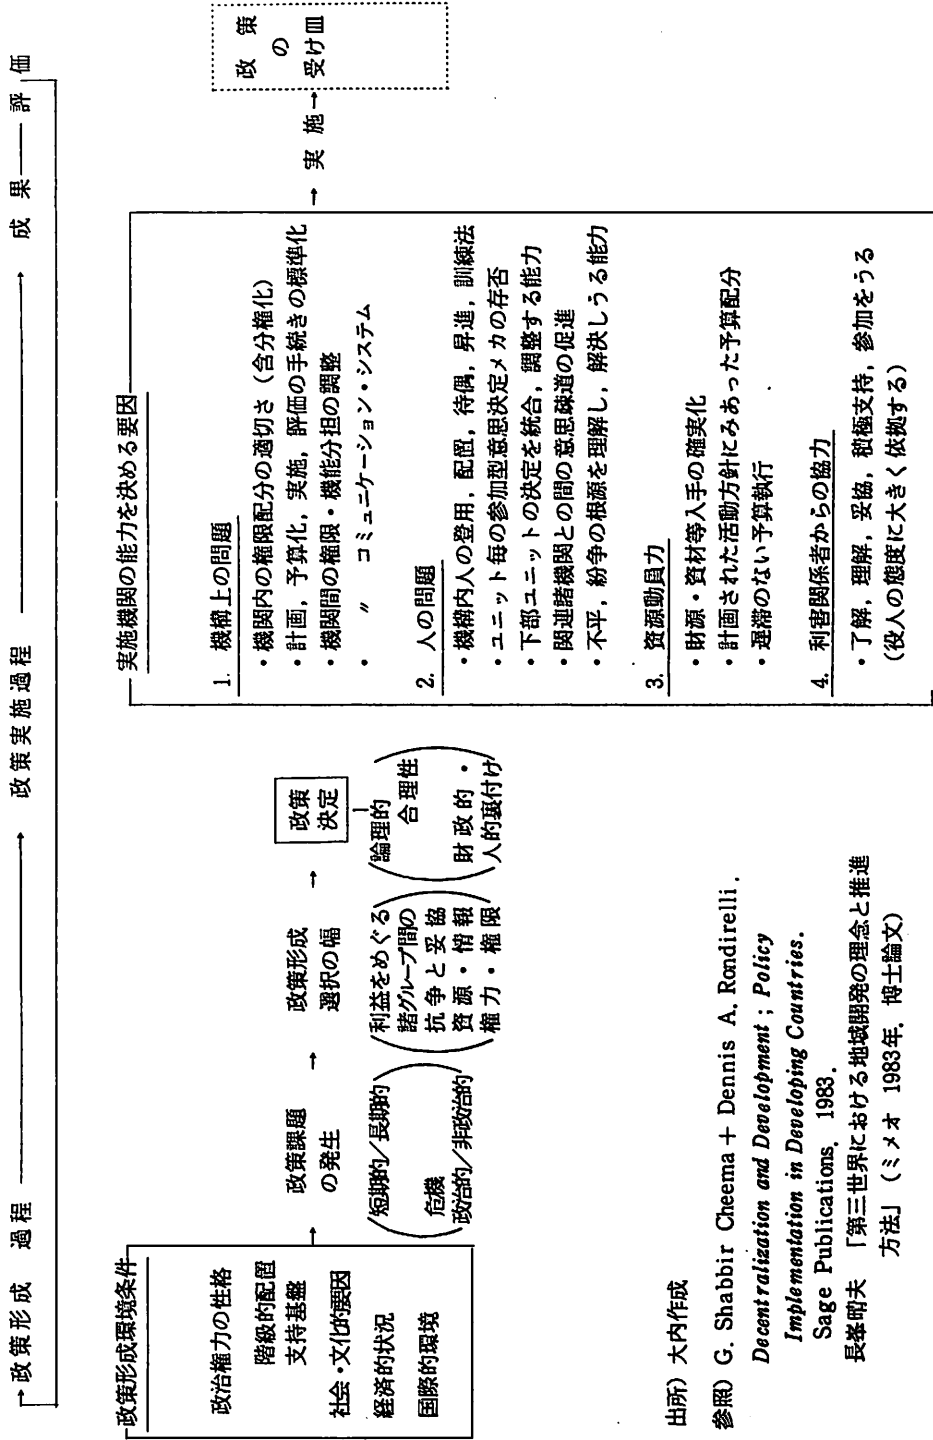 政策形成 過程 → 政策実施過程 → 成果 — 評価
政策形成環境条件
政治権力の性格
階級的配置
支持基盤
社会・文化的要因
経済的状況
国際的環境
→
政策課題
の発生
短期的/長期的
危機
政治的/非政治的
→
政策形成
選択の幅
利益をめぐる
諸グループ間の
抗争と妥協
資源・情報
権力・権限
→
政策
決定
論理的
合理性
財政的・
人的裏付け
実施機関の能力を決める要因
1. 機構上の問題
・機関内の権限配分の適切さ(含分権化)
・計画,予算化,実施,評価の手続きの標準化
・機関間の権限・機能分担の調整
・ 〃 コミュニケーション・システム
2. 人の問題
・機構内人の登用,配置,待偶,昇進,訓練法
・ユニット毎の参加型意思決定メカの存否
・下部ユニットの決定を統合,調整する能力
・関連諸機関との間の意思疎道の促進
・不平,紛争の根源を理解し,解決しうる能力
3. 資源動員力
・財源・資材等入手の確実化
・計画された活動方針にみあった予算配分
・遅滞のない予算執行
4. 利害関係者からの協力
・了解,理解,妥協,積極支持,参加をうる
(役人の態度に大きく依拠する)
→ 実施→
政策
の
受け皿
出所)大内作成
参照)G. Shabbir Cheema + Dennis A. Rondirelli.
Decentralization and Development ; Policy
Implementation in Developing Countries.
Sage Publications, 1983.
長峯晴夫 「第三世界における地域開発の理念と推進
方法」(ミメオ 1983年, 博士論文)